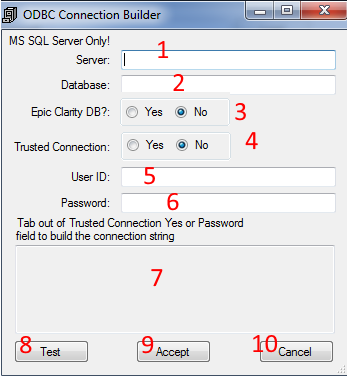 ODBC Connection Builder
MS SQL Server Only!
Server: 1
Database: 2
Epic Clarity DB?: Yes No 3
Trusted Connection: Yes No 4
User ID: 5
Password: 6
Tab out of Trusted Connection Yes or Password
field to build the connection string
7
8 Test 9 Accept 10 Cancel